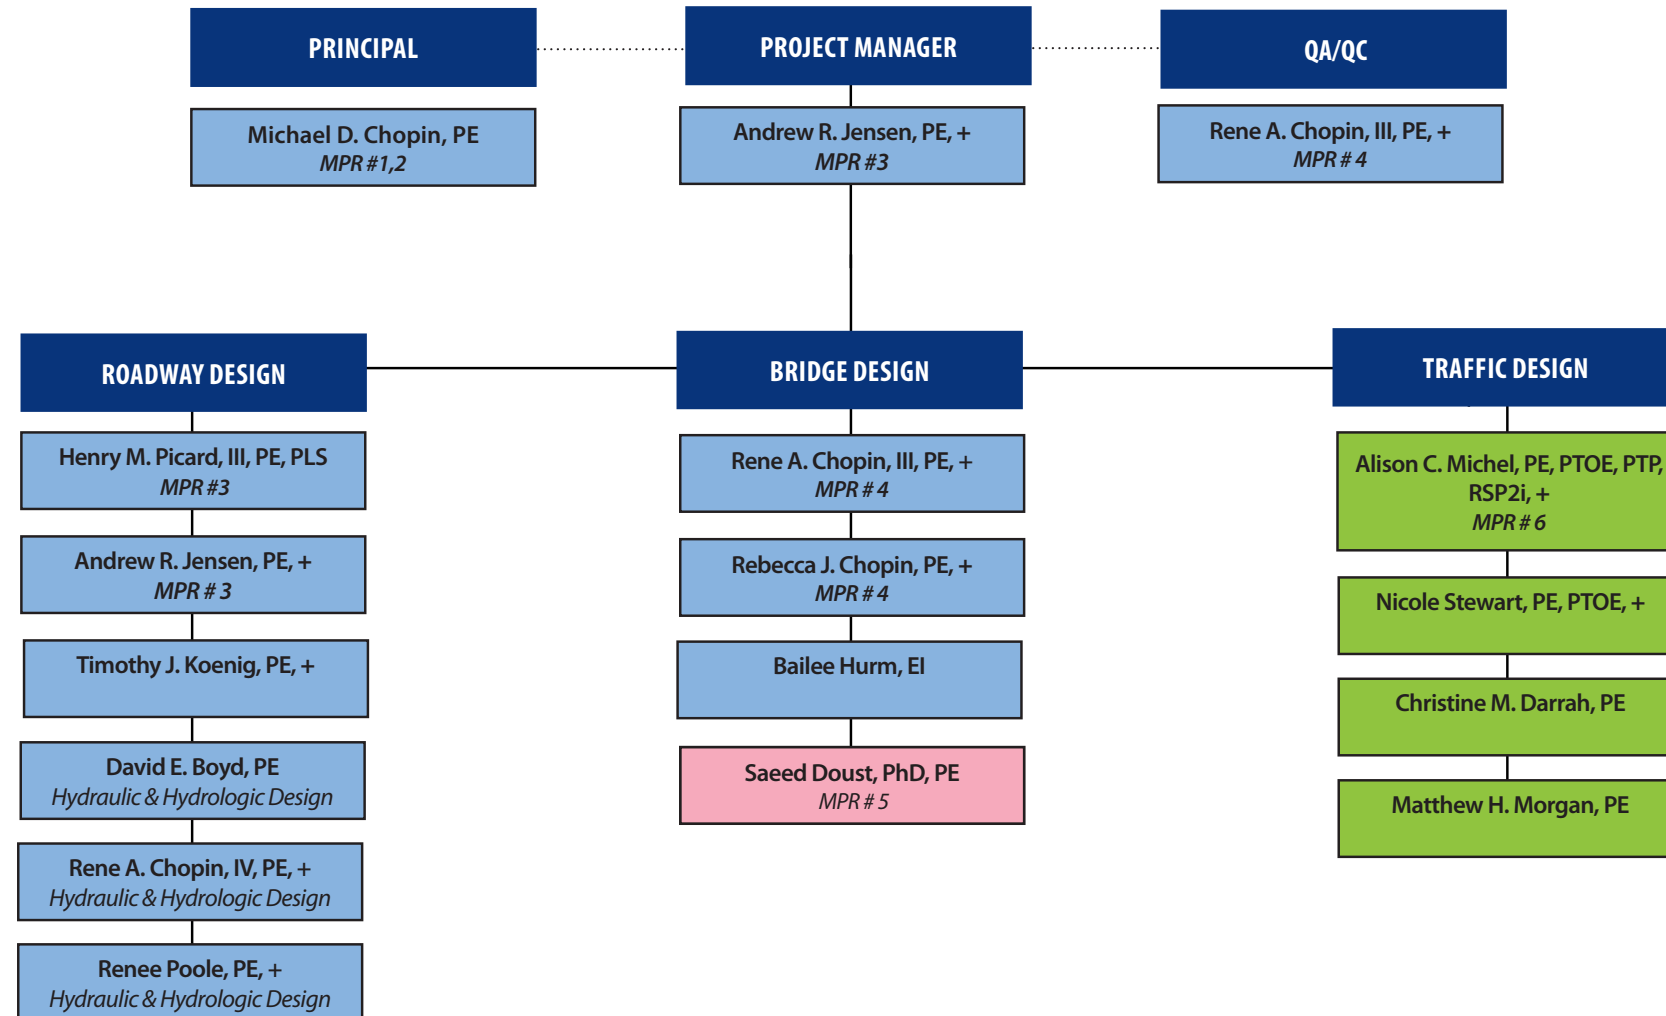 PRINCIPAL
PROJECT MANAGER
QA/QC
Michael D. Chopin, PE
MPR #1,2
Andrew R. Jensen, PE, +
MPR #3
Rene A. Chopin, III, PE, +
MPR # 4
ROADWAY DESIGN
BRIDGE DESIGN
TRAFFIC DESIGN
Henry M. Picard, III, PE, PLS
MPR #3
Andrew R. Jensen, PE, +
MPR # 3
Timothy J. Koenig, PE, +
David E. Boyd, PE
Hydraulic & Hydrologic Design
Rene A. Chopin, IV, PE, +
Hydraulic & Hydrologic Design
Renee Poole, PE, +
Hydraulic & Hydrologic Design
Rene A. Chopin, III, PE, +
MPR # 4
Rebecca J. Chopin, PE, +
MPR # 4
Bailee Hurm, EI
Saeed Doust, PhD, PE
MPR # 5
Alison C. Michel, PE, PTOE, PTP,
RSP2i, +
MPR # 6
Nicole Stewart, PE, PTOE, +
Christine M. Darrah, PE
Matthew H. Morgan, PE